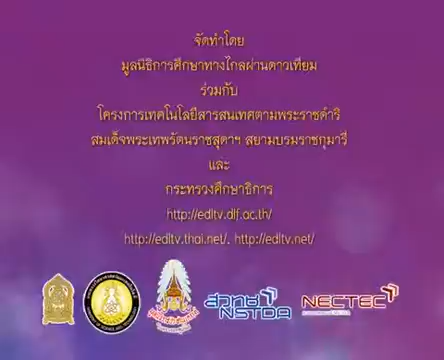 จัดทำโดย
มูลนิธิการศึกษาทางไกลผ่านดาวเทียม
ร่วมกับ
โครงการเทคโนโลยีสารสนเทศตามพระราชดำริ
สมเด็จพระเทพรัตนราชสุดาฯ สยามบรมราชกุมารี
และ
กระทรวงศึกษาธิการ
http://edltv.dlf.ac.th/
http://edltv.thai.net/, http://edltv.net/
สวทช
NSTDA
NECTEC